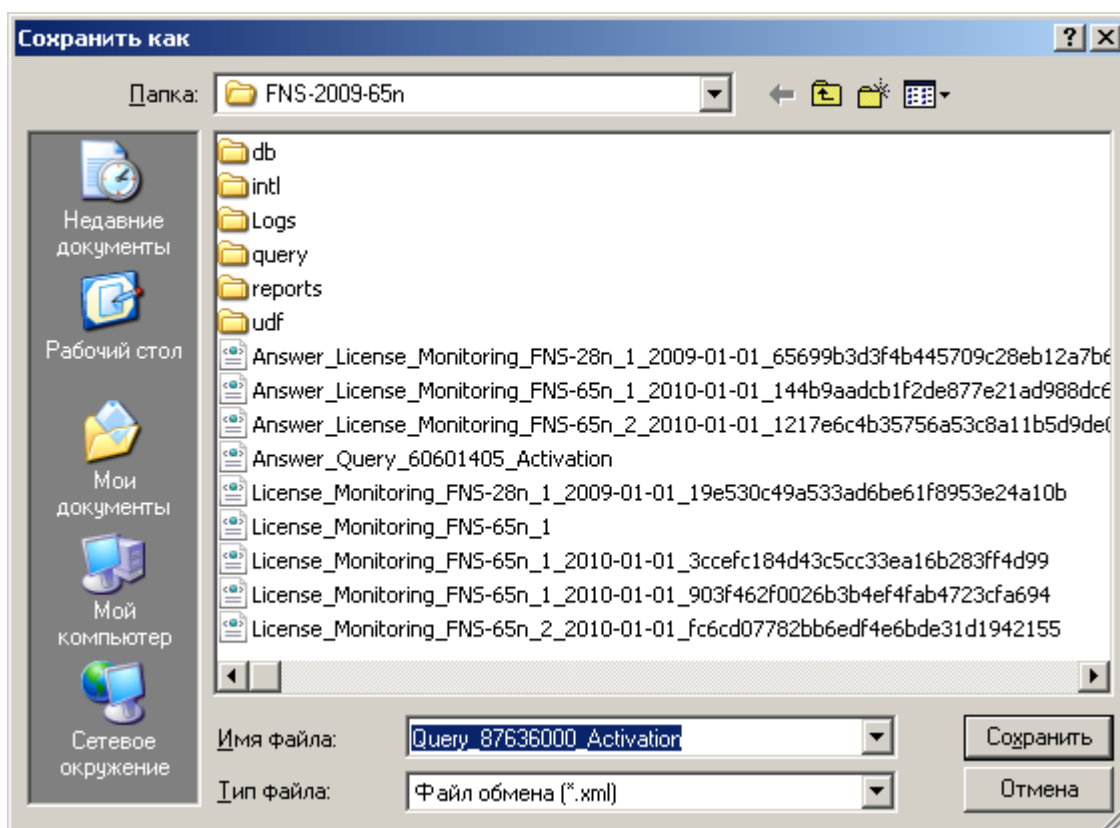 Сохранить как
Папка: FNS-2009-65n
Недавние документы
Рабочий стол
Мои документы
Мой компьютер
Сетевое окружение
db
intl
Logs
query
reports
udf
Answer_License_Monitoring_FNS-28n_1_2009-01-01_65699b3d3f4b445709c28eb12a7b6
Answer_License_Monitoring_FNS-65n_1_2010-01-01_144b9aadcb1f2de877e21ad988dc6
Answer_License_Monitoring_FNS-65n_2_2010-01-01_1217e6c4b35756a53c8a11b5d9de0
Answer_Query_60601405_Activation
License_Monitoring_FNS-28n_1_2009-01-01_19e530c49a533ad6be61f8953e24a10b
License_Monitoring_FNS-65n_1
License_Monitoring_FNS-65n_1_2010-01-01_3ccefc184d43c5cc33ea16b283ff4d99
License_Monitoring_FNS-65n_1_2010-01-01_903f462f0026b3b4ef4fab4723cfa694
License_Monitoring_FNS-65n_2_2010-01-01_fc6cd07782bb6edf4e6bde31d1942155
Имя файла: Query_87636000_Activation Сохранить
Тип файла: Файл обмена (*.xml) Отмена